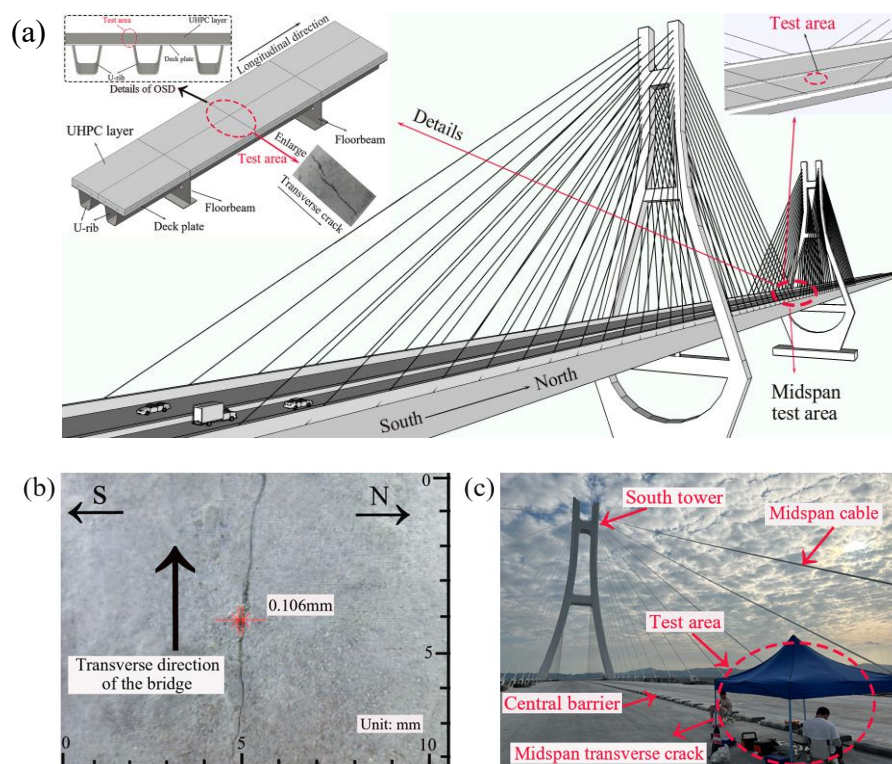 (a)
Test area
UHPC layer
Deck plate
U-rib
Details of OSD
Longitudinal direction
UHPC layer
Floorbeam
Enlarge
Test area
Transverse crack
Floorbeam
U-rib
Deck plate
Details
Test area
South
North
Midspan
test area
(b)
S
N
0
0.106mm
Transverse direction
of the bridge
5
Unit: mm
0
5
10
(c)
South tower
Midspan cable
Test area
Central barrier
Midspan transverse crack